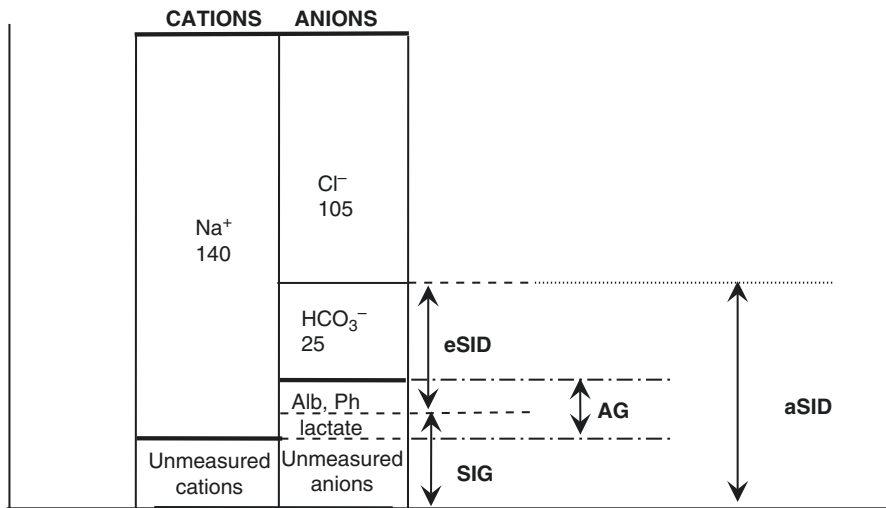 CATIONS ANIONS
Na⁺
140
Cl⁻
105
HCO₃⁻
25
eSID
Alb, Ph
lactate
AG
aSID
Unmeasured
cations
Unmeasured
anions
SIG